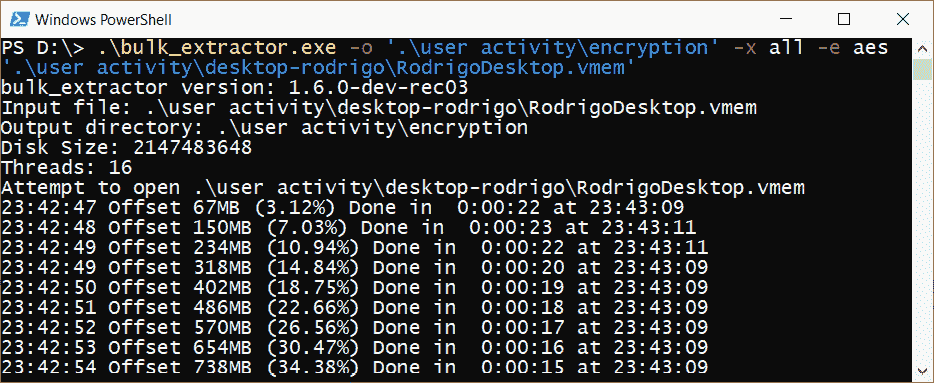 Windows PowerShell
PS D:\> .\bulk_extractor.exe -o '.\user activity\encryption' -x all -e aes
'.\user activity\desktop-rodrigo\RodrigoDesktop.vmem'
bulk_extractor version: 1.6.0-dev-rec03
Input file: .\user activity\desktop-rodrigo\RodrigoDesktop.vmem
Output directory: .\user activity\encryption
Disk Size: 2147483648
Threads: 16
Attempt to open .\user activity\desktop-rodrigo\RodrigoDesktop.vmem
23:42:47 Offset 67MB (3.12%) Done in  0:00:22 at 23:43:09
23:42:48 Offset 150MB (7.03%) Done in  0:00:23 at 23:43:11
23:42:49 Offset 234MB (10.94%) Done in  0:00:22 at 23:43:11
23:42:49 Offset 318MB (14.84%) Done in  0:00:20 at 23:43:09
23:42:50 Offset 402MB (18.75%) Done in  0:00:19 at 23:43:09
23:42:51 Offset 486MB (22.66%) Done in  0:00:18 at 23:43:09
23:42:52 Offset 570MB (26.56%) Done in  0:00:17 at 23:43:09
23:42:53 Offset 654MB (30.47%) Done in  0:00:16 at 23:43:09
23:42:54 Offset 738MB (34.38%) Done in  0:00:15 at 23:43:09